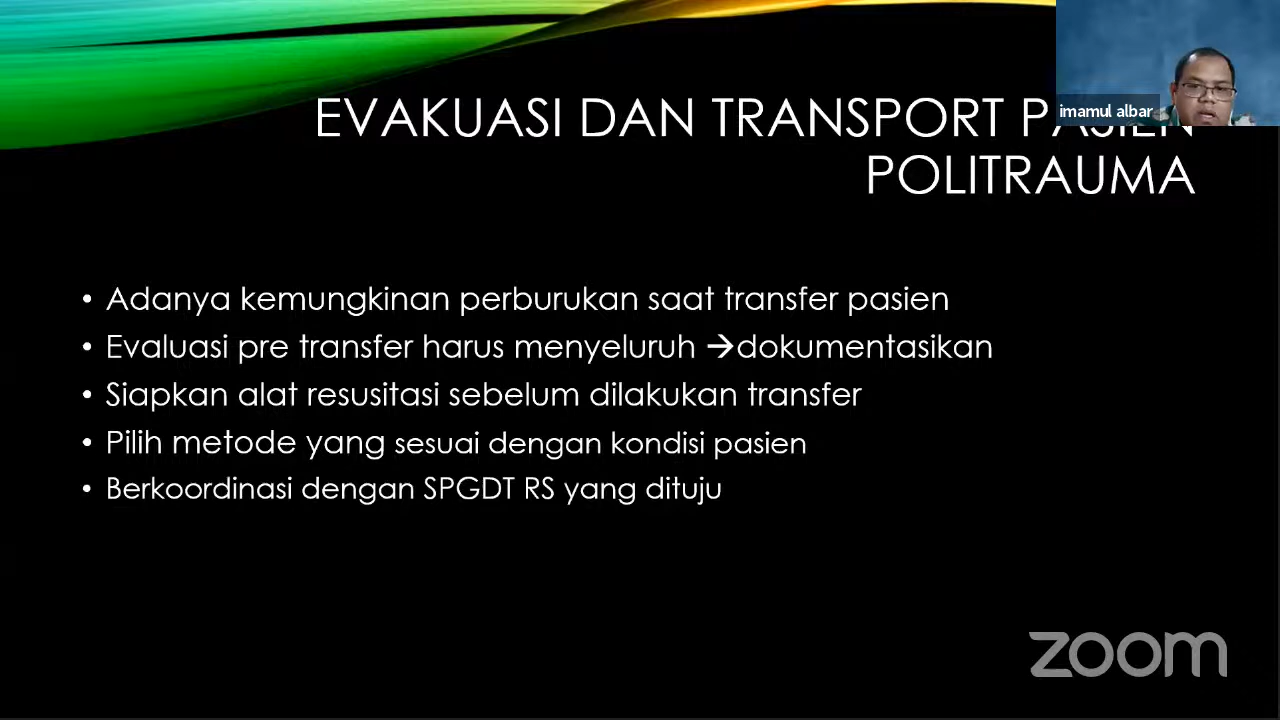 EVAKUASI DAN TRANSPORT PASIEN
POLITRAUMA
imamul albar
• Adanya kemungkinan perburukan saat transfer pasien
• Evaluasi pre transfer harus menyeluruh →dokumentasikan
• Siapkan alat resusitasi sebelum dilakukan transfer
• Pilih metode yang sesuai dengan kondisi pasien
• Berkoordinasi dengan SPGDT RS yang dituju
zoom